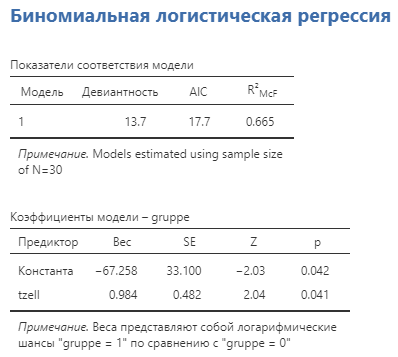 Биномиальная логистическая регрессия
Показатели соответствия модели
Модель Девиантность AIC R²McF
1 13.7 17.7 0.665
Примечание. Models estimated using sample size
of N=30
Коэффициенты модели – gruppe
Предиктор Вес SE Z p
Константа −67.258 33.100 −2.03 0.042
tzell 0.984 0.482 2.04 0.041
Примечание. Веса представляют собой логарифмические
шансы "gruppe = 1" по сравнению с "gruppe = 0"